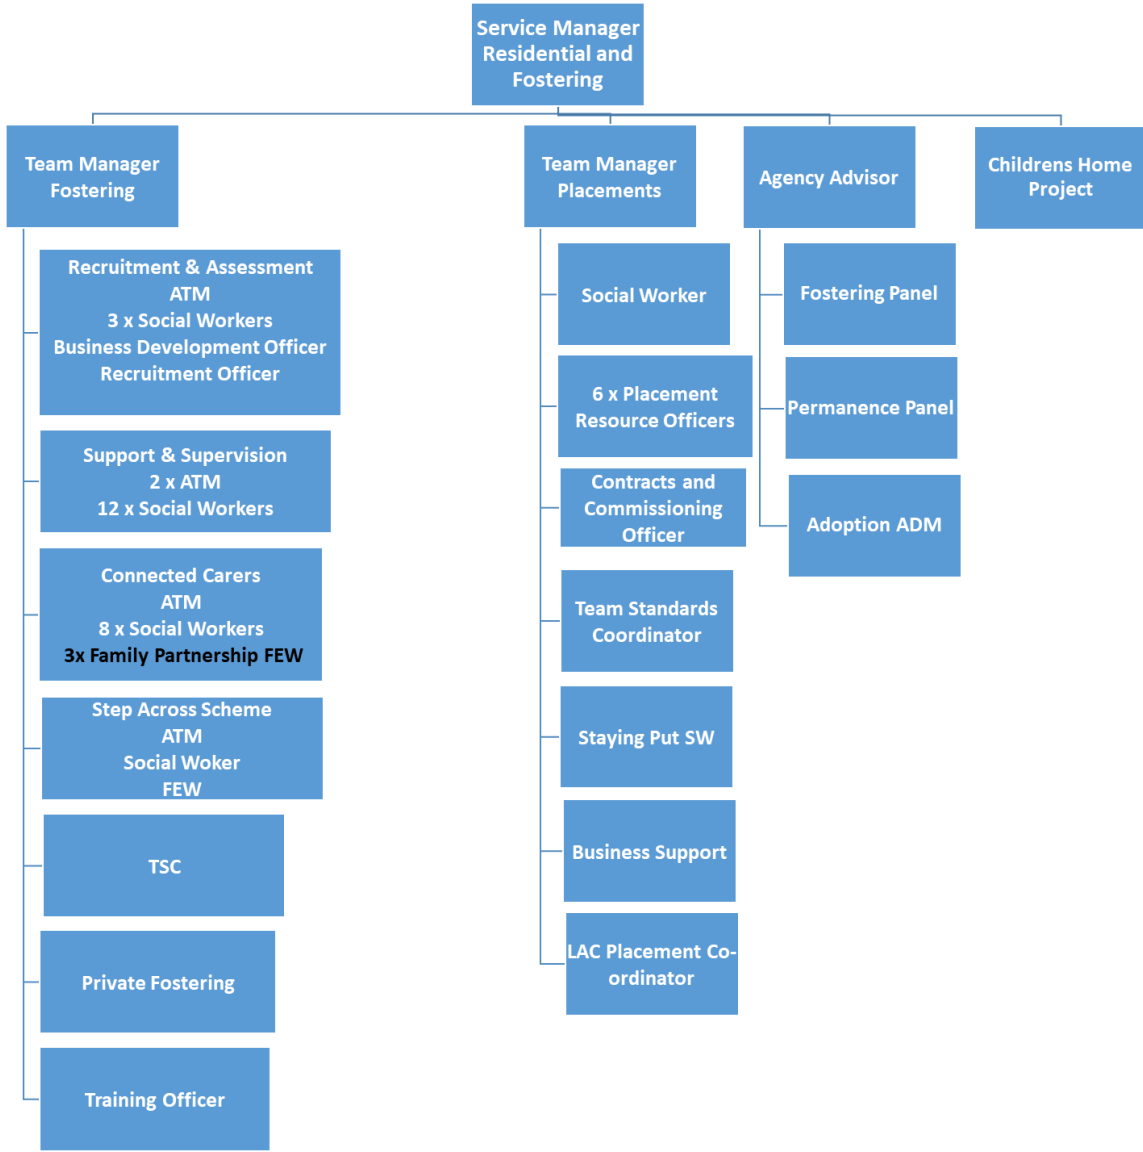 Service Manager
Residential and
Fostering
Team Manager
Fostering
Recruitment & Assessment
ATM
3 x Social Workers
Business Development Officer
Recruitment Officer
Support & Supervision
2 x ATM
12 x Social Workers
Connected Carers
ATM
8 x Social Workers
3x Family Partnership FEW
Step Across Scheme
ATM
Social Woker
FEW
TSC
Private Fostering
Training Officer
Team Manager
Placements
Social Worker
6 x Placement
Resource Officers
Contracts and
Commissioning
Officer
Team Standards
Coordinator
Staying Put SW
Business Support
LAC Placement Co-
ordinator
Agency Advisor
Fostering Panel
Permanence Panel
Adoption ADM
Childrens Home
Project